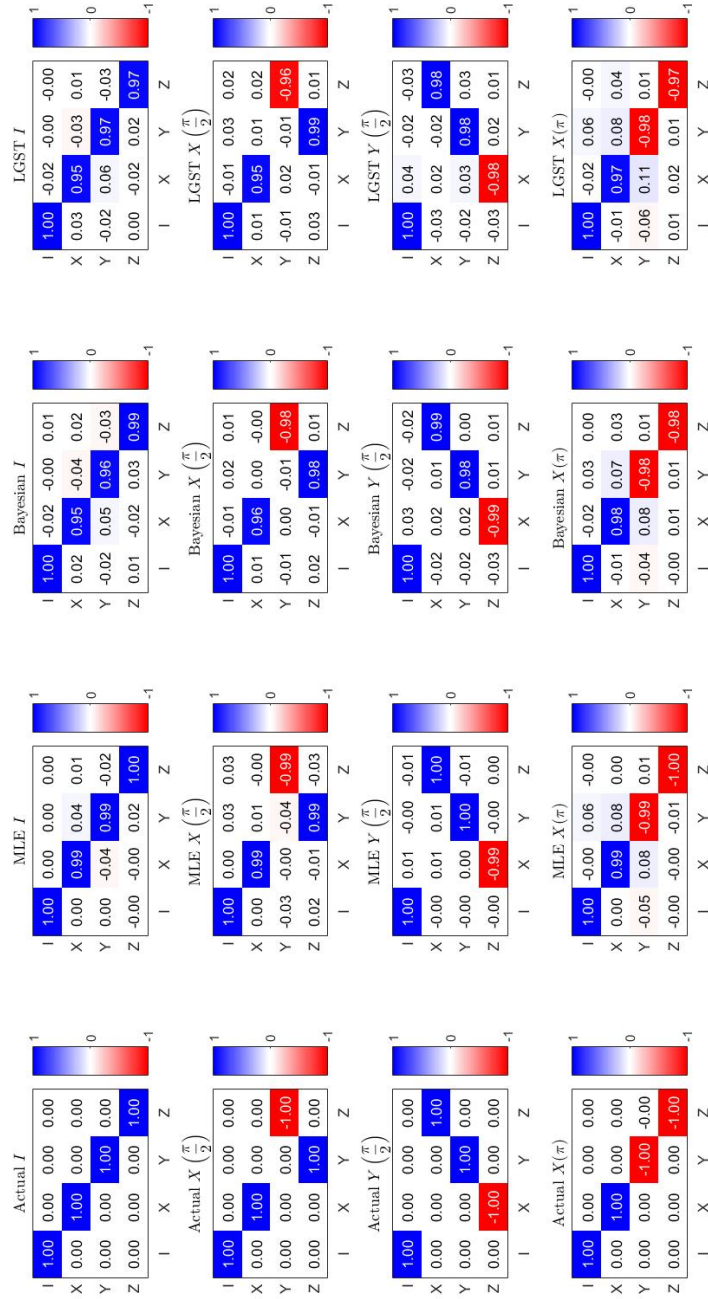 Actual I
I 1.00 0.00 0.00 0.00 1
X 0.00 1.00 0.00 0.00
Y 0.00 0.00 1.00 0.00 0
Z 0.00 0.00 0.00 1.00 -1
I X Y Z
MLE I
I 1.00 0.00 -0.00 0.00 1
X 0.00 0.99 0.04 0.01
Y 0.00 -0.04 0.99 -0.02 0
Z -0.00 -0.00 0.02 1.00 -1
I X Y Z
Bayesian I
I 1.00 -0.02 -0.00 0.01 1
X 0.02 0.95 -0.04 0.02
Y -0.02 0.05 0.96 -0.03 0
Z 0.01 -0.02 0.03 0.99 -1
I X Y Z
LGST I
I 1.00 -0.02 -0.00 -0.00 1
X 0.03 0.95 -0.03 0.01
Y -0.02 0.06 0.97 -0.03 0
Z 0.00 -0.02 0.02 0.97 -1
I X Y Z
Actual X (π/2)
I 1.00 0.00 0.00 0.00 1
X 0.00 1.00 0.00 0.00
Y 0.00 0.00 0.00 -1.00 0
Z 0.00 0.00 1.00 0.00 -1
I X Y Z
MLE X (π/2)
I 1.00 0.00 0.03 0.03 1
X 0.00 0.99 0.01 -0.00
Y -0.03 -0.00 -0.04 -0.99 0
Z 0.02 -0.01 0.99 -0.03 -1
I X Y Z
Bayesian X (π/2)
I 1.00 -0.01 0.02 0.01 1
X 0.01 0.96 0.00 -0.00
Y -0.01 0.00 -0.01 -0.98 0
Z 0.02 -0.01 0.98 0.01 -1
I X Y Z
LGST X (π/2)
I 1.00 -0.01 0.03 0.02 1
X 0.01 0.95 0.01 0.02
Y -0.01 0.02 -0.01 -0.96 0
Z 0.03 -0.01 0.99 0.01 -1
I X Y Z
Actual Y (π/2)
I 1.00 0.00 0.00 0.00 1
X 0.00 0.00 0.00 1.00
Y 0.00 0.00 1.00 0.00 0
Z 0.00 -1.00 0.00 0.00 -1
I X Y Z
MLE Y (π/2)
I 1.00 0.01 -0.00 -0.01 1
X -0.00 0.01 -0.01 1.00
Y -0.00 0.00 1.00 0.01 0
Z 0.00 -0.99 -0.00 -0.00 -1
I X Y Z
Bayesian Y (π/2)
I 1.00 0.03 -0.02 -0.02 1
X -0.02 0.02 0.01 0.99
Y -0.02 0.02 0.98 0.00 0
Z -0.03 -0.99 0.01 0.01 -1
I X Y Z
LGST Y (π/2)
I 1.00 0.04 -0.02 -0.03 1
X -0.03 0.02 0.01 0.98
Y -0.02 0.03 0.98 0.02 0
Z -0.03 -0.98 0.02 0.01 -1
I X Y Z
Actual X(π)
I 1.00 0.00 0.00 0.00 1
X 0.00 1.00 0.00 0.00
Y 0.00 0.00 -1.00 -0.00 0
Z 0.00 0.00 0.00 -1.00 -1
I X Y Z
MLE X(π)
I 1.00 -0.00 0.06 -0.00 1
X 0.00 0.99 0.08 0.00
Y -0.05 0.08 -0.99 0.01 0
Z -0.00 -0.00 -0.01 -1.00 -1
I X Y Z
Bayesian X(π)
I 1.00 -0.02 0.03 0.00 1
X -0.01 0.98 0.07 0.03
Y -0.04 0.08 -0.98 0.01 0
Z -0.00 0.01 0.01 -0.98 -1
I X Y Z
LGST X(π)
I 1.00 -0.02 0.06 -0.00 1
X -0.01 0.97 0.08 0.04
Y -0.06 0.11 -0.98 0.01 0
Z 0.01 0.02 0.01 -0.97 -1
I X Y Z